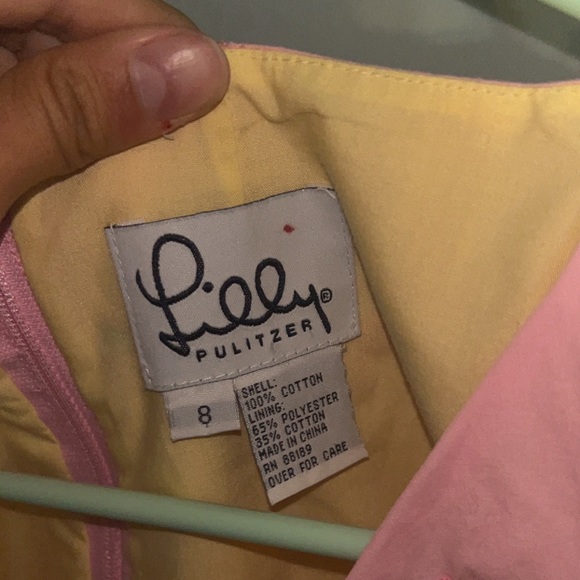 Lilly®
PULITZER
8
SHELL:
100% COTTON
LINING:
65% POLYESTER
35% COTTON
MADE IN CHINA
RN 88189
OVER FOR CARE